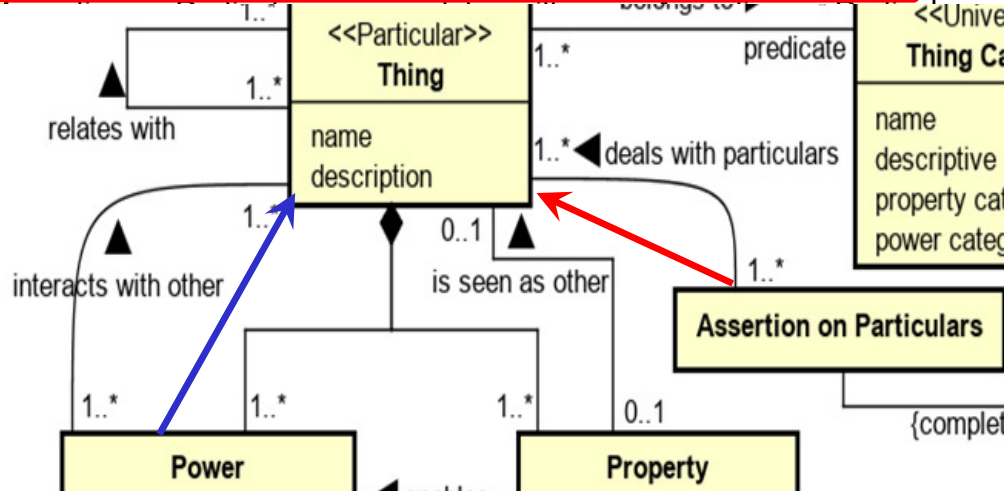 1..*
<<Particular>>
Thing
name
description
1..*
relates with
1..*
predicate
1..*
deals with particulars
<<Unive
Thing Ca
name
descriptive
property cat
power categ
1..*
interacts with other
0..1
is seen as other
1..*
Assertion on Particulars
{complet
1..*
1..*
1..*
0..1
Power
Property